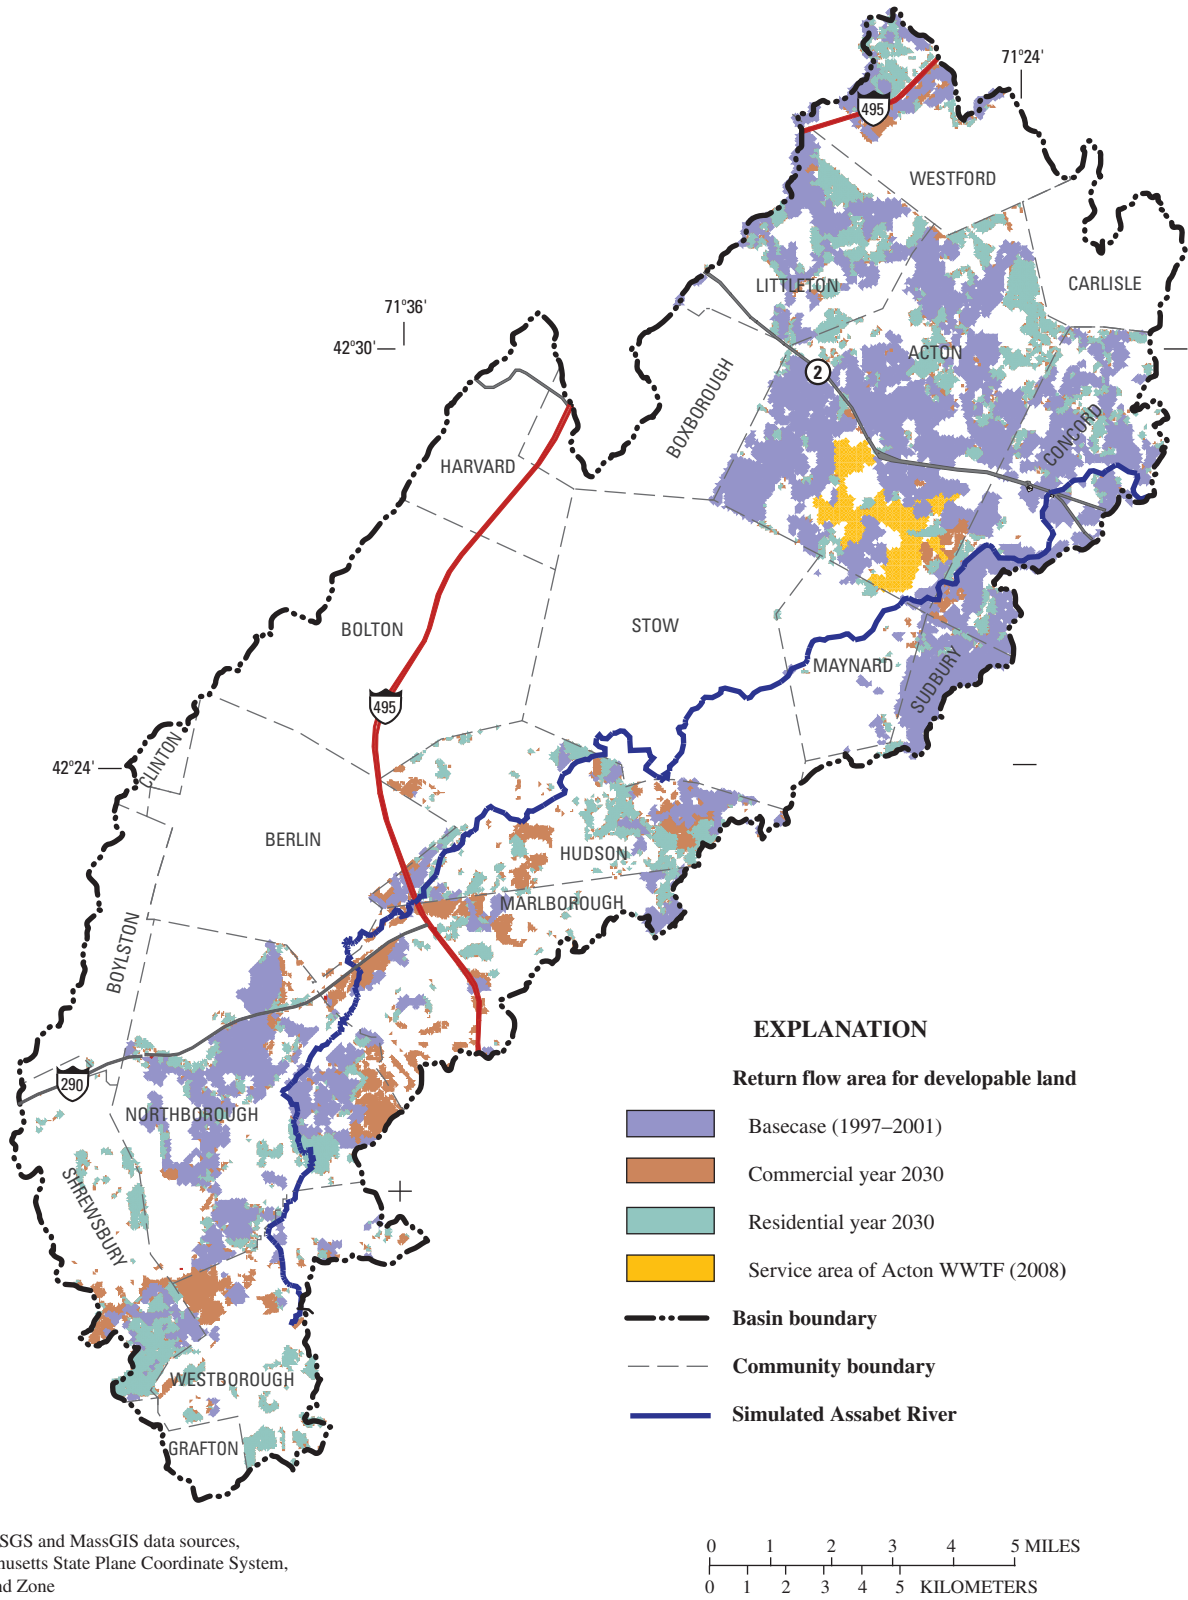 71°24'
495
WESTFORD
LITTLETON
CARLISLE
71°36'
42°30'
ACTON
2
BOXBOROUGH
CONCORD
HARVARD
STOW
BOLTON
MAYNARD
SUDBURY
495
CLINTON
42°24'
BERLIN
HUDSON
MARLBOROUGH
BOYLSTON
290
NORTHBOROUGH
SHREWSBURY
WESTBOROUGH
GRAFTON
EXPLANATION
Return flow area for developable land
Basecase (1997–2001)
Commercial year 2030
Residential year 2030
Service area of Acton WWTF (2008)
Basin boundary
Community boundary
Simulated Assabet River
SGS and MassGIS data sources,
husetts State Plane Coordinate System,
nd Zone
0 1 2 3 4 5 MILES
0 1 2 3 4 5 KILOMETERS